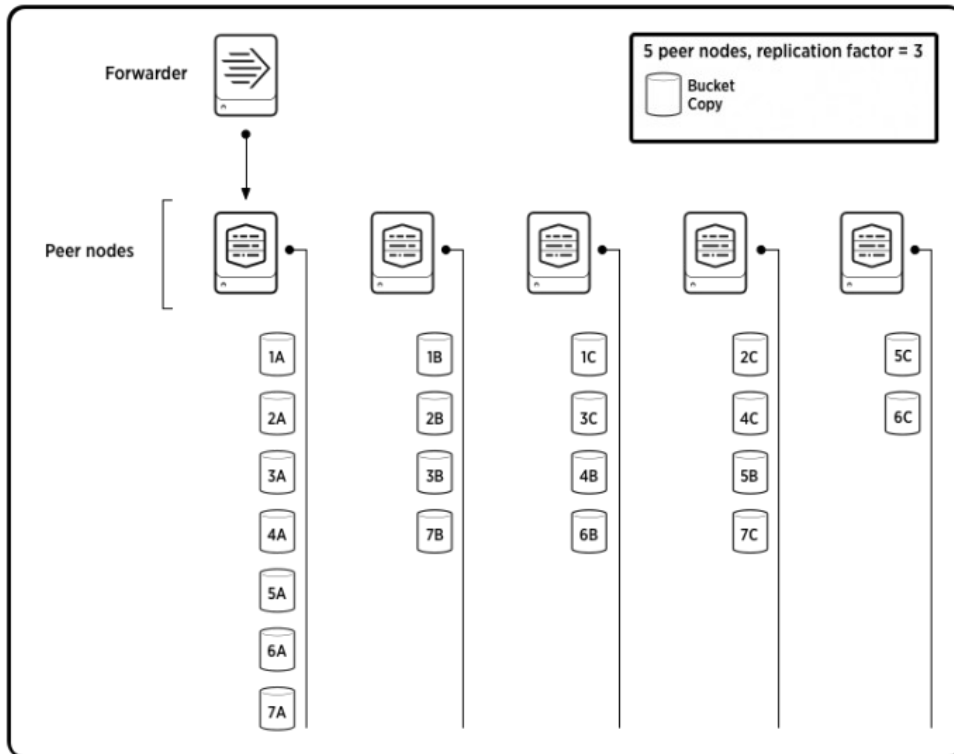 Forwarder
5 peer nodes, replication factor = 3
Bucket
Copy
Peer nodes
1A 1B 1C 2C 5C
2A 2B 3C 4C 6C
3A 3B 4B 5B
4A 7B 6B 7C
5A
6A
7A